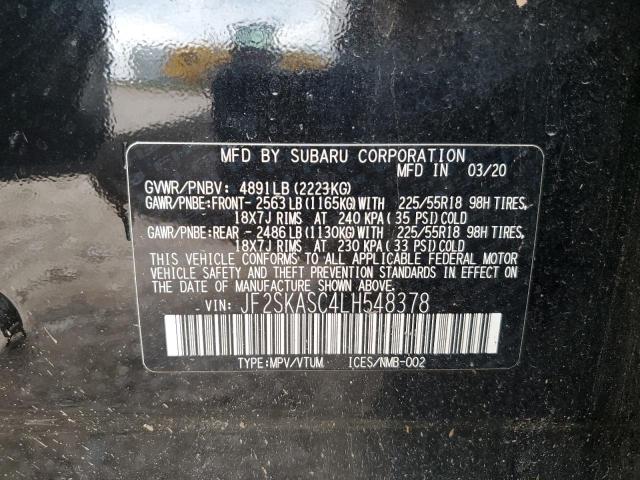 MFD BY SUBARU CORPORATION
MFD IN 03/20
GVWR/PNBV: 4891LB(2223KG)
GAWR/PNBE:FRONT- 2563LB(1165KG)WITH 225/55R18 98H TIRES,
18X7J RIMS AT 240 KPA(35 PSI)COLD
GAWR/PNBE:REAR - 2486LB(1130KG)WITH 225/55R18 98H TIRES,
18X7J RIMS AT 230 KPA(33 PSI)COLD
THIS VEHICLE CONFORMS TO ALL APPLICABLE FEDERAL MOTOR
VEHICLE SAFETY AND THEFT PREVENTION STANDARDS IN EFFECT ON
THE DATE OF MANUFACTURE SHOWN ABOVE.
VIN: JF2SKASC4LH548378
TYPE:MPV/VTUM ICES/NMB-002